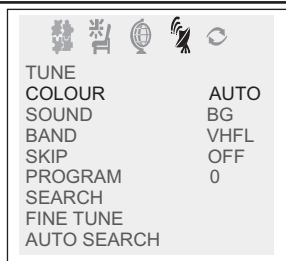 TUNE
COLOUR AUTO
SOUND BG
BAND VHFL
SKIP OFF
PROGRAM 0
SEARCH
FINE TUNE
AUTO SEARCH